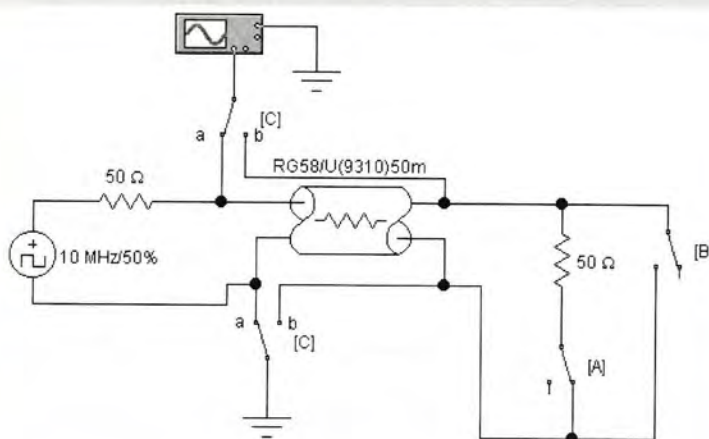 [C]
a
b
RG58/U(9310)50m
50 Ω
10 MHz/50%
50 Ω
[B
a
b
[C]
[A]